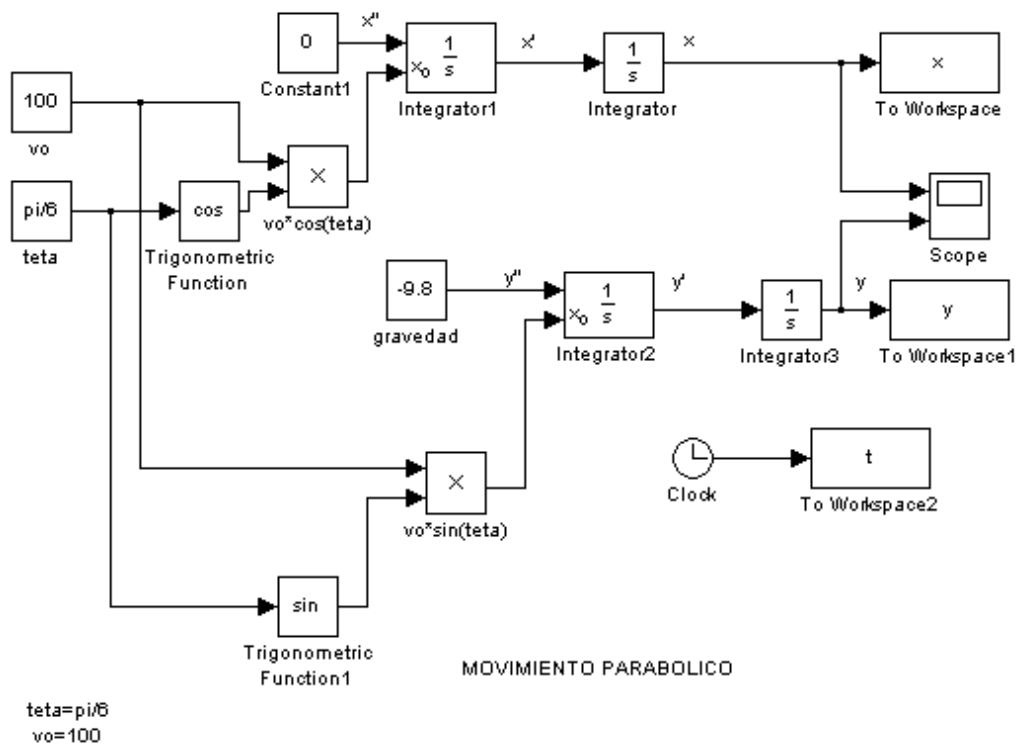 x"
0
1
s
x₀
x'
1
s
x
x
Constant1
Integrator1
Integrator
To Workspace
100
vo
×
vo*cos(teta)
pi/6
teta
cos
Trigonometric
Function
Scope
-9.8
gravedad
y"
1
s
x₀
Integrator2
y'
1
s
Integrator3
y
y
To Workspace1
Clock
t
To Workspace2
×
vo*sin(teta)
sin
Trigonometric
Function1
MOVIMIENTO PARABOLICO
teta=pi/6
vo=100